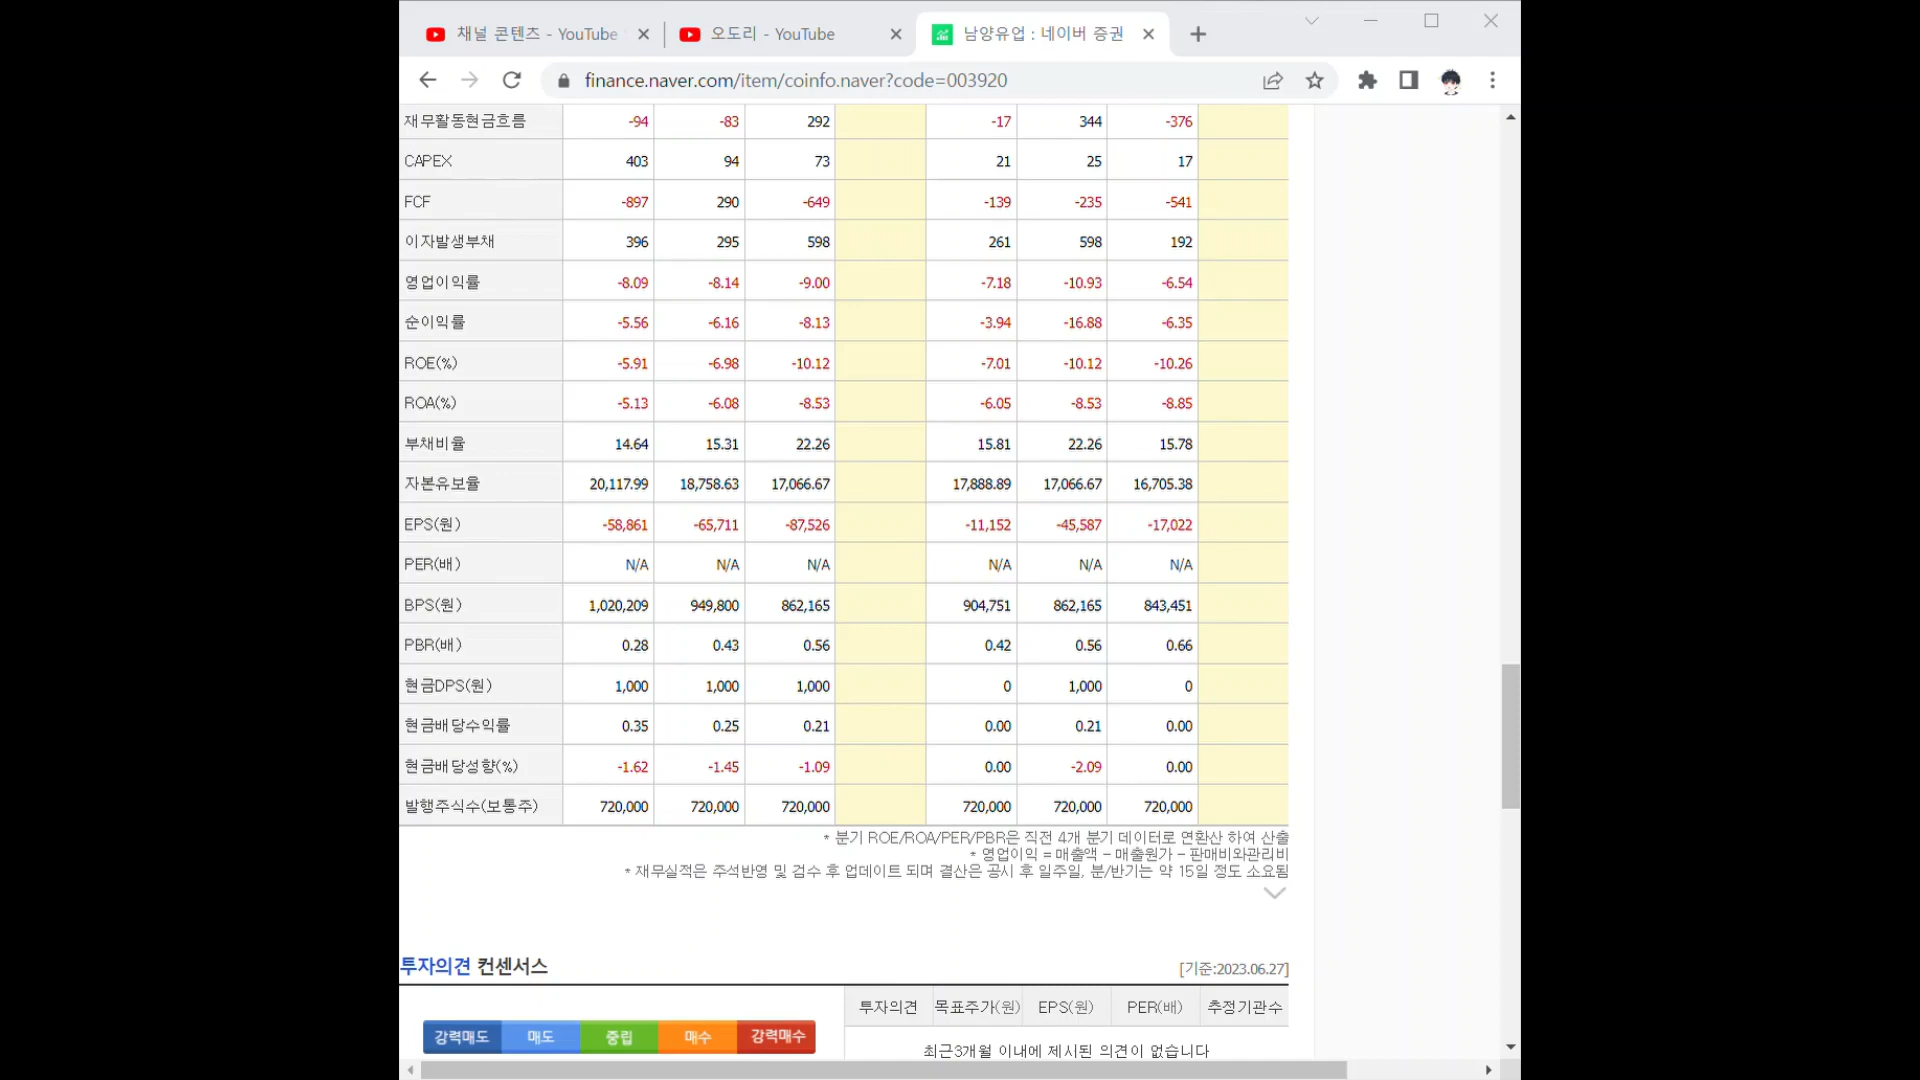 채널 콘텐츠 - YouTube
오도리 - YouTube
남양유업 : 네이버 증권
finance.naver.com/item/coinfo.naver?code=003920
재무활동현금흐름 -94 -83 292 -17 344 -376
CAPEX 403 94 73 21 25 17
FCF -897 290 -649 -139 -235 -541
이자발생부채 396 295 598 261 598 192
영업이익률 -8.09 -8.14 -9.00 -7.18 -10.93 -6.54
순이익률 -5.56 -6.16 -8.13 -3.94 -16.88 -6.35
ROE(%) -5.91 -6.98 -10.12 -7.01 -10.12 -10.26
ROA(%) -5.13 -6.08 -8.53 -6.05 -8.53 -8.85
부채비율 14.64 15.31 22.26 15.81 22.26 15.78
자본유보율 20,117.99 18,758.63 17,066.67 17,888.89 17,066.67 16,705.38
EPS(원) -58,861 -65,711 -87,526 -11,152 -45,587 -17,022
PER(배) N/A N/A N/A N/A N/A N/A
BPS(원) 1,020,209 949,800 862,165 904,751 862,165 843,451
PBR(배) 0.28 0.43 0.56 0.42 0.56 0.66
현금DPS(원) 1,000 1,000 1,000 0 1,000 0
현금배당수익률 0.35 0.25 0.21 0.00 0.21 0.00
현금배당성향(%) -1.62 -1.45 -1.09 0.00 -2.09 0.00
발행주식수(보통주) 720,000 720,000 720,000 720,000 720,000 720,000
* 분기 ROE/ROA/PER/PBR은 직전 4개 분기 데이터로 연환산 하여 산출
* 영업이익 = 매출액 - 매출원가 - 판매비와관리비
* 재무실적은 주석반영 및 검수 후 업데이트 되며 결산은 공시 후 일주일, 분/반기는 약 15일 정도 소요됨
투자의견 컨센서스 [기준:2023.06.27]
투자의견 목표주가(원) EPS(원) PER(배) 추정기관수
강력매도 매도 중립 매수 강력매수
최근3개월 이내에 제시된 의견이 없습니다